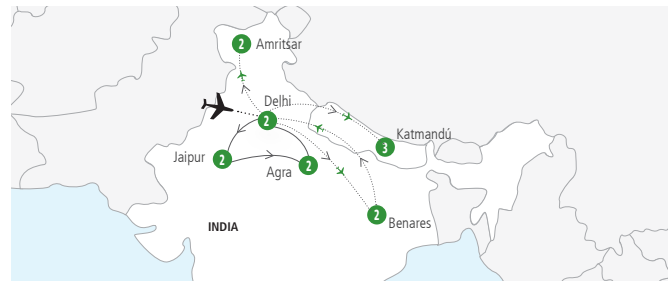 2 Amritsar
Delhi
2
Katmandú
3
Jaipur 2
Agra 2
2
Benares
INDIA